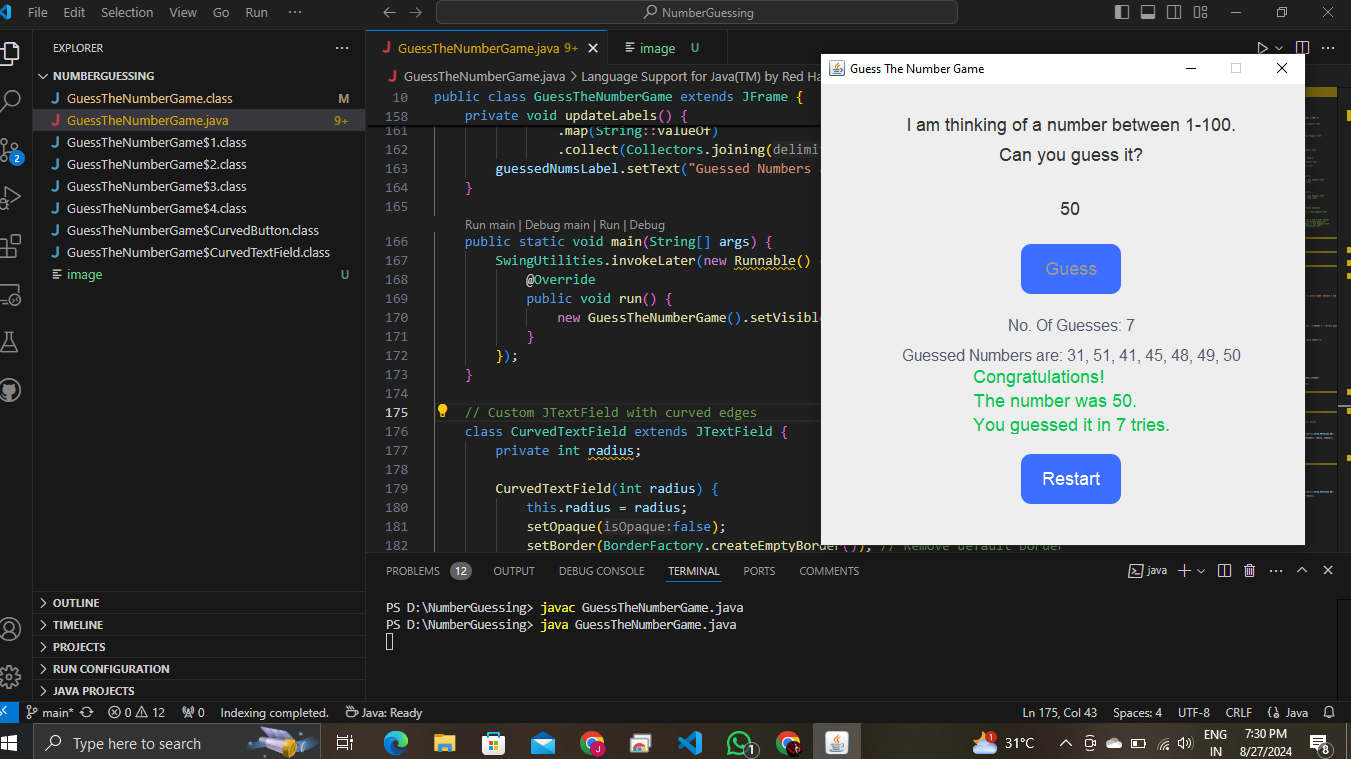 File Edit Selection View Go Run ···
NumberGuessing
EXPLORER
NUMBERGUESSING
GuessTheNumberGame.class M
GuessTheNumberGame.java 9+
GuessTheNumberGame$1.class
GuessTheNumberGame$2.class
GuessTheNumberGame$3.class
GuessTheNumberGame$4.class
GuessTheNumberGame$CurvedButton.class
GuessTheNumberGame$CurvedTextField.class
image U
OUTLINE
TIMELINE
PROJECTS
RUN CONFIGURATION
JAVA PROJECTS
2
GuessTheNumberGame.java 9+
image U
GuessTheNumberGame.java > Language Support for Java(TM) by Red Ha
10 public class GuessTheNumberGame extends JFrame {
158 private void updateLabels() {
161 .map(String::valueOf)
162 .collect(Collectors.joining(delimit
163 guessedNumsLabel.setText("Guessed Numbers
164 }
165
Run main | Debug main | Run | Debug
166 public static void main(String[] args) {
167 SwingUtilities.invokeLater(new Runnable()
168 @Override
169 public void run() {
170 new GuessTheNumberGame().setVisibl
171 }
172 });
173 }
174
175 // Custom JTextField with curved edges
176 class CurvedTextField extends JTextField {
177 private int radius;
178
179 CurvedTextField(int radius) {
180 this.radius = radius;
181 setOpaque(isOpaque:false);
182 setBorder(BorderFactory.createEmptyBorder()); // Remove default border
Guess The Number Game
I am thinking of a number between 1-100.
Can you guess it?
50
Guess
No. Of Guesses: 7
Guessed Numbers are: 31, 51, 41, 45, 48, 49, 50
Congratulations!
The number was 50.
You guessed it in 7 tries.
Restart
PROBLEMS 12 OUTPUT DEBUG CONSOLE TERMINAL PORTS COMMENTS
java
PS D:\NumberGuessing> javac GuessTheNumberGame.java
PS D:\NumberGuessing> java GuessTheNumberGame.java
main* 0 12 0 Indexing completed. Java: Ready
Ln 175, Col 43 Spaces: 4 UTF-8 CRLF {} Java
Type here to search
1
J
1
31°C
ENG
IN
7:30 PM
8/27/2024
8